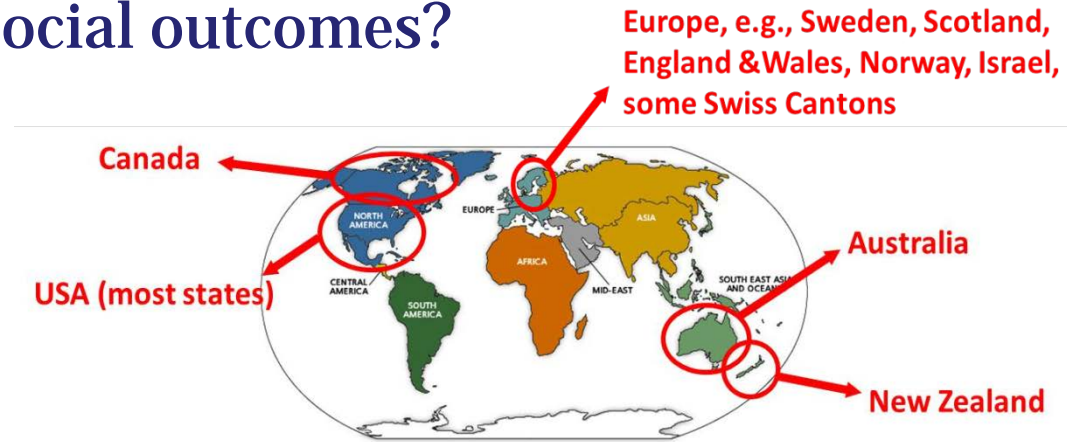 ocial outcomes?
Europe, e.g., Sweden, Scotland,
England &Wales, Norway, Israel,
some Swiss Cantons
Canada
NORTH
AMERICA
EUROPE
ASIA
Australia
AFRICA
USA (most states)
CENTRAL
AMERICA
MID-EAST
SOUTH EAST ASIA
AND OCEAN
SOUTH
AMERICA
New Zealand